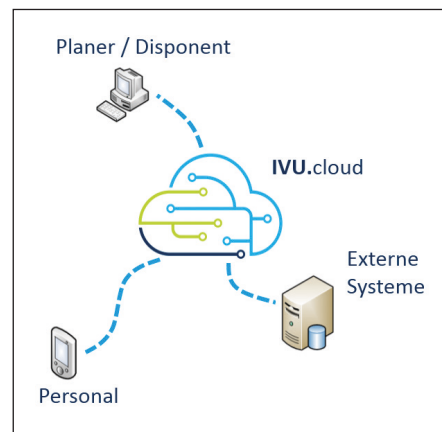 Planer / Disponent
IVU.cloud
Externe
Systeme
Personal